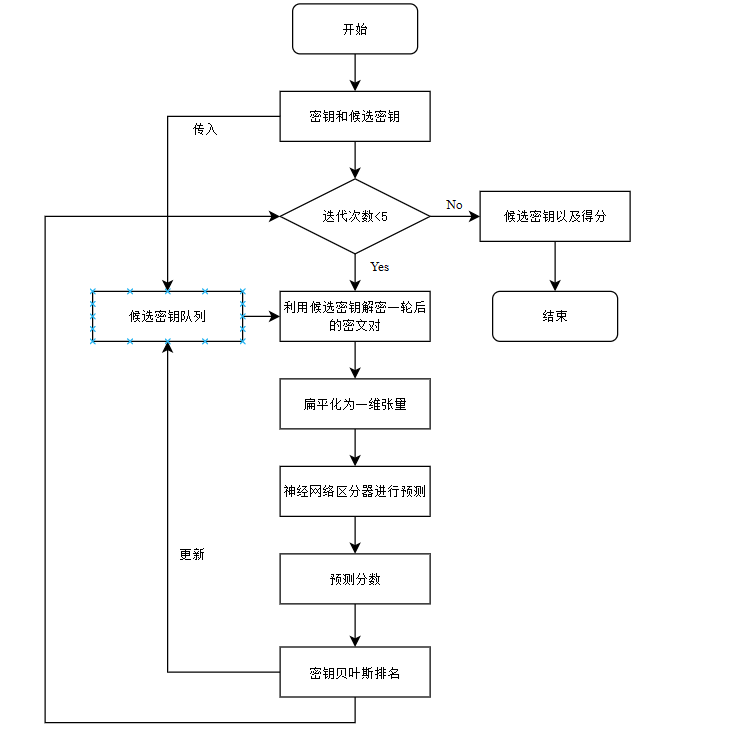 开始
密钥和候选密钥
传入
迭代次数<5
No
候选密钥以及得分
Yes
候选密钥队列
利用候选密钥解密一轮后
的密文对
结束
扁平化为一维张量
神经网络区分器进行预测
更新
预测分数
密钥贝叶斯排名